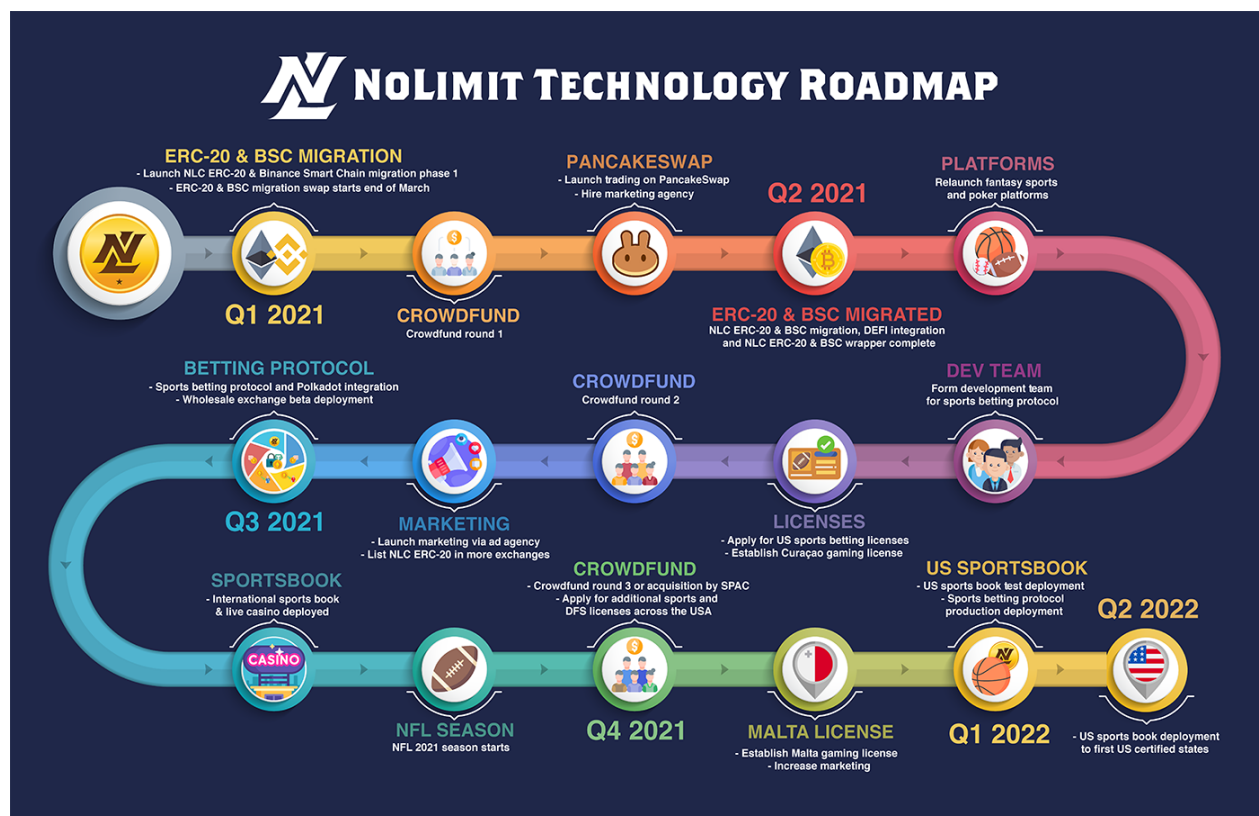 NL NoLimit Technology Roadmap
ERC-20 & BSC MIGRATION
- Launch NLC ERC-20 & Binance Smart Chain migration phase 1
- ERC-20 & BSC migration swap starts end of March
Q1 2021
CROWDFUND
Crowdfund round 1
PANCAKESWAP
- Launch trading on PancakeSwap
- Hire marketing agency
Q2 2021
ERC-20 & BSC MIGRATED
NLC ERC-20 & BSC migration, DEFI integration
and NLC ERC-20 & BSC wrapper complete
PLATFORMS
Relaunch fantasy sports
and poker platforms
DEV TEAM
Form development team
for sports betting protocol
LICENSES
- Apply for US sports betting licenses
- Establish Curaçao gaming license
CROWDFUND
Crowdfund round 2
MARKETING
- Launch marketing via ad agency
- List NLC ERC-20 in more exchanges
BETTING PROTOCOL
- Sports betting protocol and Polkadot integration
- Wholesale exchange beta deployment
Q3 2021
SPORTSBOOK
- International sports book
& live casino deployed
CASINO
NFL SEASON
NFL 2021 season starts
CROWDFUND
- Crowdfund round 3 or acquisition by SPAC
- Apply for additional sports and
DFS licenses across the USA
Q4 2021
MALTA LICENSE
- Establish Malta gaming license
- Increase marketing
US SPORTSBOOK
- US sports book test deployment
- Sports betting protocol
production deployment
Q1 2022
Q2 2022
- US sports book deployment
to first US certified states